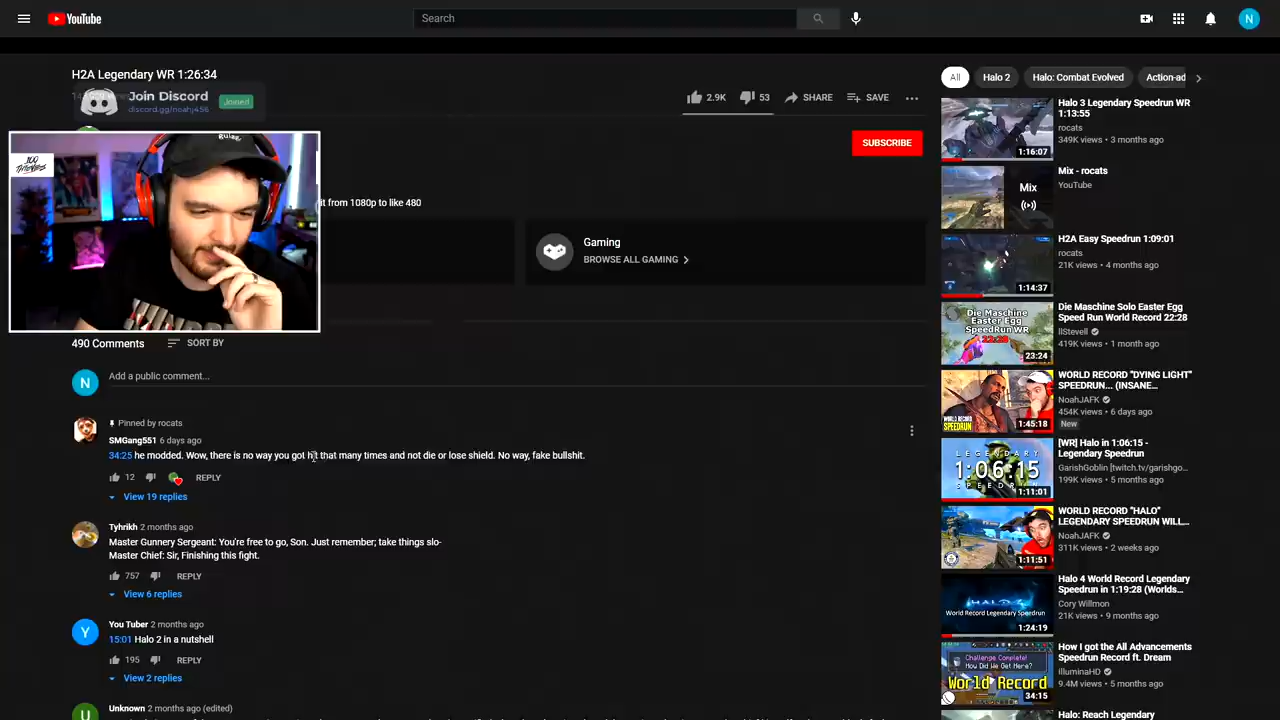 YouTube
Search
N
H2A Legendary WR 1:26:34
Join Discord
discord.gg/noahj456
Joined
2.9K
53
SHARE
SAVE
SUBSCRIBE
it from 1080p to like 480
Gaming
BROWSE ALL GAMING
490 Comments
SORT BY
N
Add a public comment...
Pinned by rocats
SMGang551 6 days ago
34:25 he modded. Wow, there is no way you got hit that many times and not die or lose shield. No way, fake bullshit.
12
REPLY
View 19 replies
Tyhrikh 2 months ago
Master Gunnery Sergeant: You're free to go, Son. Just remember; take things slo-
Master Chief: Sir, Finishing this fight.
757
REPLY
View 6 replies
Y
You Tuber 2 months ago
15:01 Halo 2 in a nutshell
195
REPLY
View 2 replies
U
Unknown 2 months ago (edited)
All
Halo 2
Halo: Combat Evolved
Action-ad
Halo 3 Legendary Speedrun WR
1:13:55
rocats
349K views • 3 months ago
1:16:07
Mix
Mix - rocats
YouTube
H2A Easy Speedrun 1:09:01
rocats
21K views • 4 months ago
1:14:37
Die Maschine Solo
Easter Egg
SpeedRun WR
23:24
Die Maschine Solo Easter Egg
Speed Run World Record 22:28
IlStevell
419K views • 1 month ago
WORLD RECORD
SPEEDRUN
1:45:18
WORLD RECORD "DYING LIGHT"
SPEEDRUN... (INSANE...
NoahJAFK
454K views • 6 days ago
New
LEGENDARY
1:06:15
SPEEDRUN
1:11:01
[WR] Halo in 1:06:15 -
Legendary Speedrun
GarishGoblin [twitch.tv/garishgo...
199K views • 5 months ago
1:11:51
WORLD RECORD "HALO"
LEGENDARY SPEEDRUN WILL...
NoahJAFK
311K views • 2 weeks ago
HALO
World Record Legendary Speedrun
1:24:19
Halo 4 World Record Legendary
Speedrun in 1:19:28 (Worlds...
Cory Willmon
21K views • 9 months ago
Challenge Complete!
How Did We Get Here?
World Record
34:15
How I got the All Advancements
Speedrun Record ft. Dream
illuminaHD
9.4M views • 5 months ago
Halo: Reach Legendary